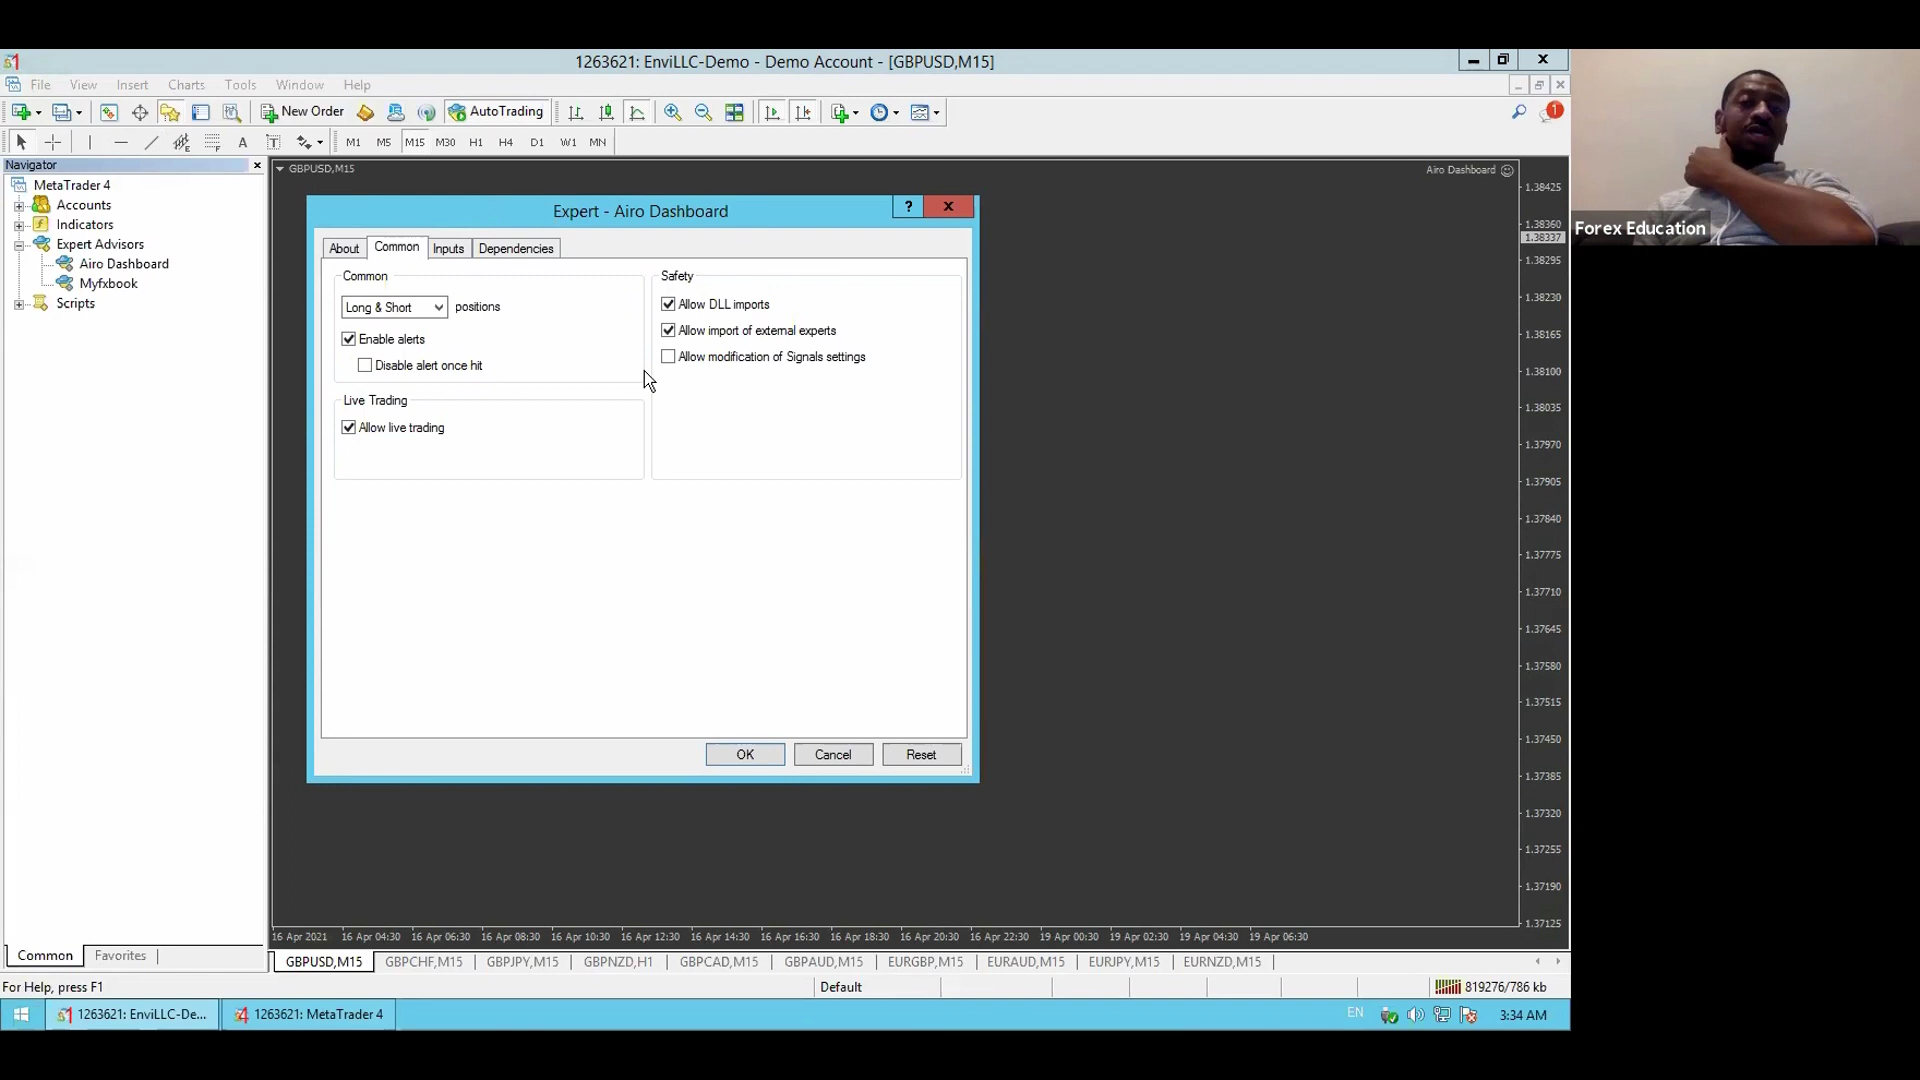 1263621: EnviLLC-Demo - Demo Account - [GBPUSD,M15]
File View Insert Charts Tools Window Help
New Order AutoTrading 1
A T M1 M5 M15 M30 H1 H4 D1 W1 MN
Navigator
MetaTrader 4
Accounts
Indicators
Expert Advisors
Airo Dashboard
Myfxbook
Scripts
Common Favorites
GBPUSD,M15
Airo Dashboard
Expert - Airo Dashboard ?
About Common Inputs Dependencies
Common
Long & Short positions
Enable alerts
Disable alert once hit
Live Trading
Allow live trading
Safety
Allow DLL imports
Allow import of external experts
Allow modification of Signals settings
OK Cancel Reset
1.38425
1.38360
1.38337
1.38295
1.38230
1.38165
1.38100
1.38035
1.37970
1.37905
1.37840
1.37775
1.37710
1.37645
1.37580
1.37515
1.37450
1.37385
1.37320
1.37255
1.37190
1.37125
16 Apr 2021 16 Apr 04:30 16 Apr 06:30 16 Apr 08:30 16 Apr 10:30 16 Apr 12:30 16 Apr 14:30 16 Apr 16:30 16 Apr 18:30 16 Apr 20:30 16 Apr 22:30 19 Apr 00:30 19 Apr 02:30 19 Apr 04:30 19 Apr 06:30
GBPUSD,M15 GBPCHF,M15 GBPJPY,M15 GBPNZD,H1 GBPCAD,M15 GBPAUD,M15 EURGBP,M15 EURAUD,M15 EURJPY,M15 EURNZD,M15
For Help, press F1 Default 819276/786 kb
1263621: EnviLLC-De... 1263621: MetaTrader 4 EN 3:34 AM
Forex Education